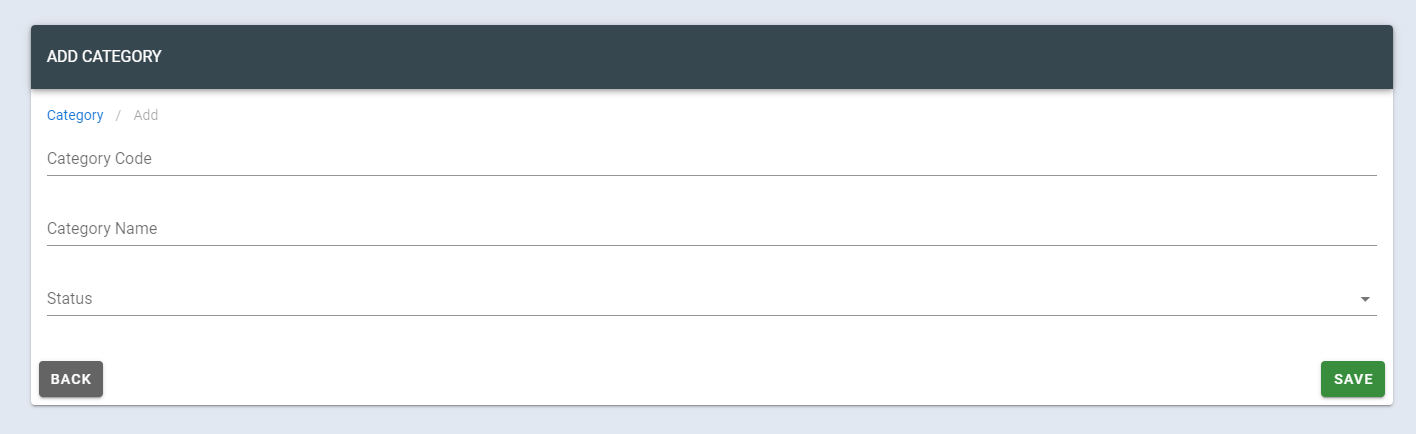 ADD CATEGORY
Category / Add
Category Code
Category Name
Status
BACK SAVE